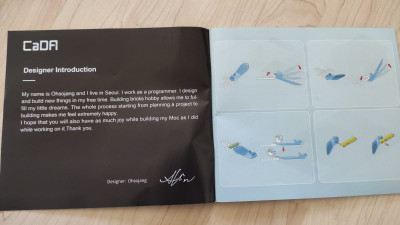 CaDA
Designer Introduction
My name is Ohsojang and I live in Seoul. I work as a programmer. I design
and build new things in my free time. Building bricks hobby allows me to ful-
fill my little dreams. The whole process starting from planning a project to
building makes me feel extremely happy.
I hope that you will also have as much joy while building my Moc as I did
while working on it.Thank you.
Designer: Ohsojang